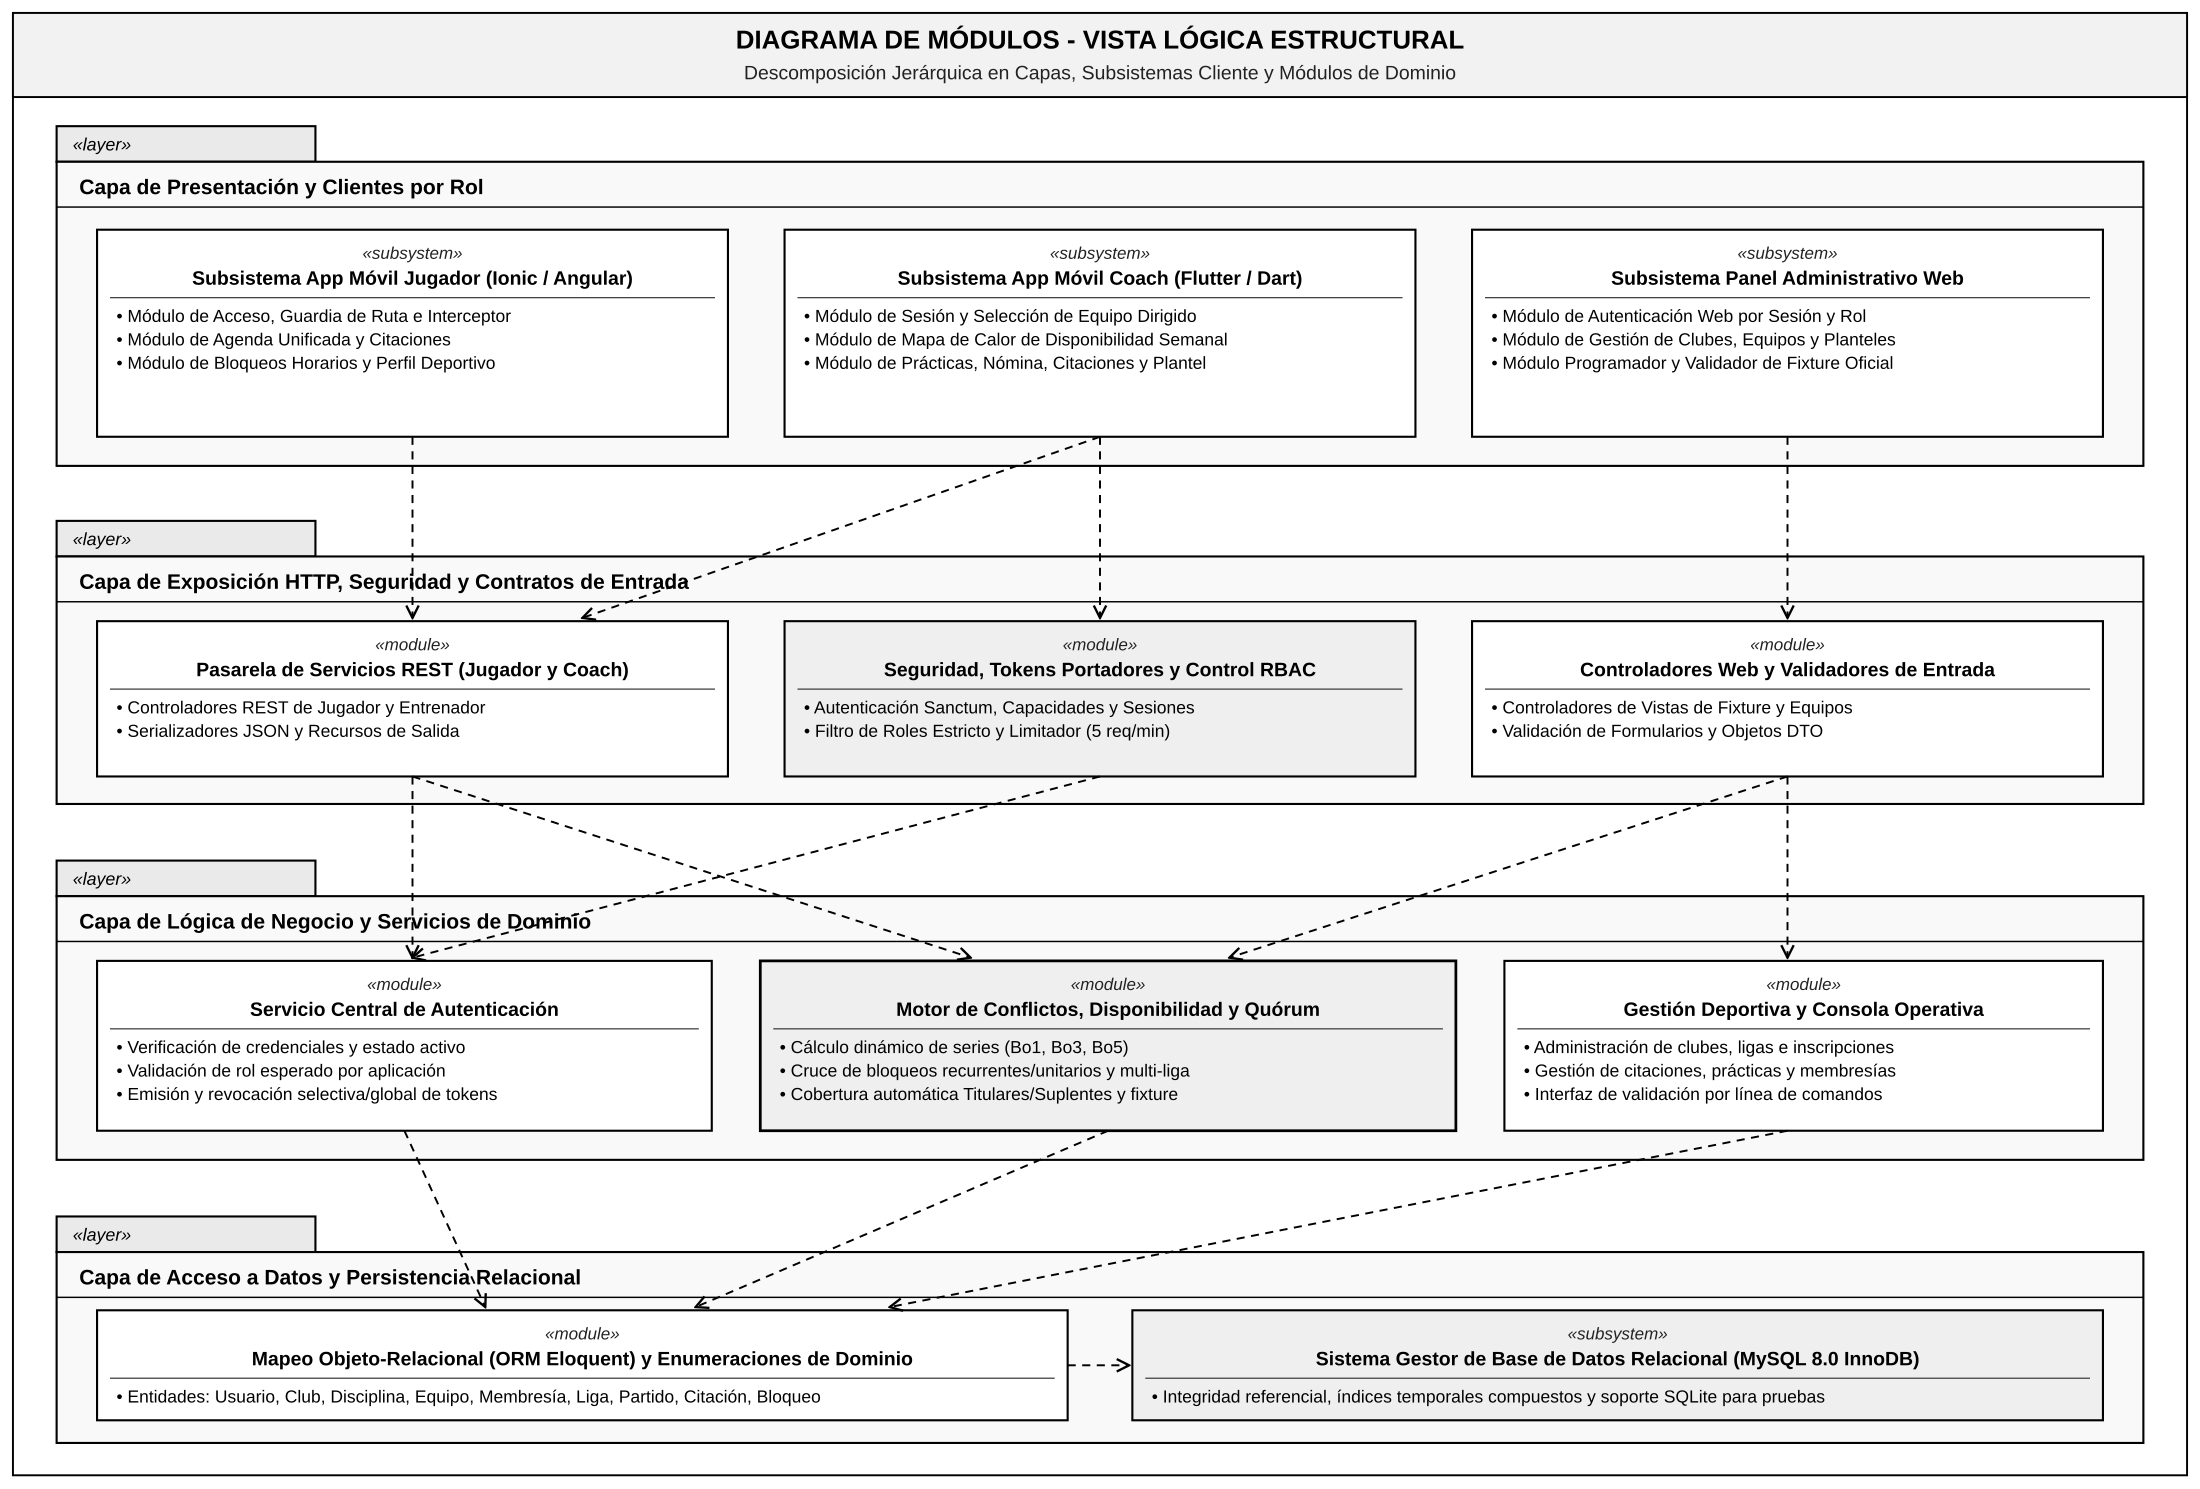 DIAGRAMA DE MÓDULOS - VISTA LÓGICA ESTRUCTURAL
Descomposición Jerárquica en Capas, Subsistemas Cliente y Módulos de Dominio
«layer»
Capa de Presentación y Clientes por Rol
«subsystem»
Subsistema App Móvil Jugador (Ionic / Angular)
• Módulo de Acceso, Guardia de Ruta e Interceptor
• Módulo de Agenda Unificada y Citaciones
• Módulo de Bloqueos Horarios y Perfil Deportivo
«subsystem»
Subsistema App Móvil Coach (Flutter / Dart)
• Módulo de Sesión y Selección de Equipo Dirigido
• Módulo de Mapa de Calor de Disponibilidad Semanal
• Módulo de Prácticas, Nómina, Citaciones y Plantel
«subsystem»
Subsistema Panel Administrativo Web
• Módulo de Autenticación Web por Sesión y Rol
• Módulo de Gestión de Clubes, Equipos y Planteles
• Módulo Programador y Validador de Fixture Oficial
«layer»
Capa de Exposición HTTP, Seguridad y Contratos de Entrada
«module»
Pasarela de Servicios REST (Jugador y Coach)
• Controladores REST de Jugador y Entrenador
• Serializadores JSON y Recursos de Salida
«module»
Seguridad, Tokens Portadores y Control RBAC
• Autenticación Sanctum, Capacidades y Sesiones
• Filtro de Roles Estricto y Limitador (5 req/min)
«module»
Controladores Web y Validadores de Entrada
• Controladores de Vistas de Fixture y Equipos
• Validación de Formularios y Objetos DTO
«layer»
Capa de Lógica de Negocio y Servicios de Dominio
«module»
Servicio Central de Autenticación
• Verificación de credenciales y estado activo
• Validación de rol esperado por aplicación
• Emisión y revocación selectiva/global de tokens
«module»
Motor de Conflictos, Disponibilidad y Quórum
• Cálculo dinámico de series (Bo1, Bo3, Bo5)
• Cruce de bloqueos recurrentes/unitarios y multi-liga
• Cobertura automática Titulares/Suplentes y fixture
«module»
Gestión Deportiva y Consola Operativa
• Administración de clubes, ligas e inscripciones
• Gestión de citaciones, prácticas y membresías
• Interfaz de validación por línea de comandos
«layer»
Capa de Acceso a Datos y Persistencia Relacional
«module»
Mapeo Objeto-Relacional (ORM Eloquent) y Enumeraciones de Dominio
• Entidades: Usuario, Club, Disciplina, Equipo, Membresía, Liga, Partido, Citación, Bloqueo
«subsystem»
Sistema Gestor de Base de Datos Relacional (MySQL 8.0 InnoDB)
• Integridad referencial, índices temporales compuestos y soporte SQLite para pruebas